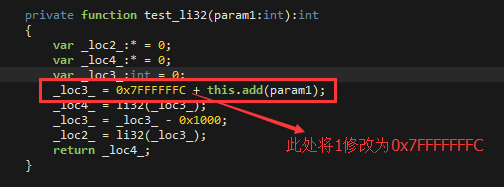 private function test_li32(param1:int):int
{
var _loc2_:* = 0;
var _loc4_:* = 0;
var _loc3_:int = 0;
_loc3_ = 0x7FFFFFFC + this.add(param1);
_loc4_ = li32(_loc3_);
_loc3_ = _loc3_ - 0x1000;
_loc2_ = li32(_loc3_);
return _loc4_;
}
此处将1修改为0x7FFFFFFC